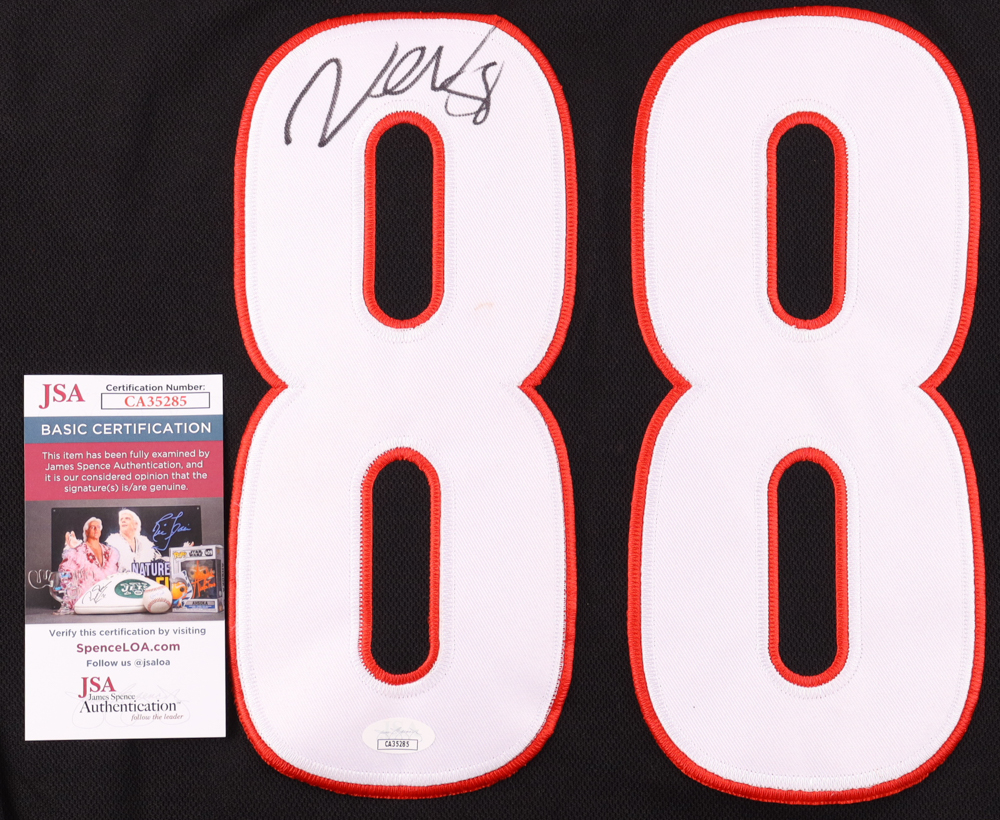 88
JSA
Certification Number:
CA35285
BASIC CERTIFICATION
This item has been fully examined by
James Spence Authentication, and
it is our considered opinion that the
signature(s) is/are genuine.
NATURE
JETS
Verify this certification by visiting
SpenceLOA.com
Follow us @jsaloa
JSA
James Spence
Authentication
follow the leader
CA35285